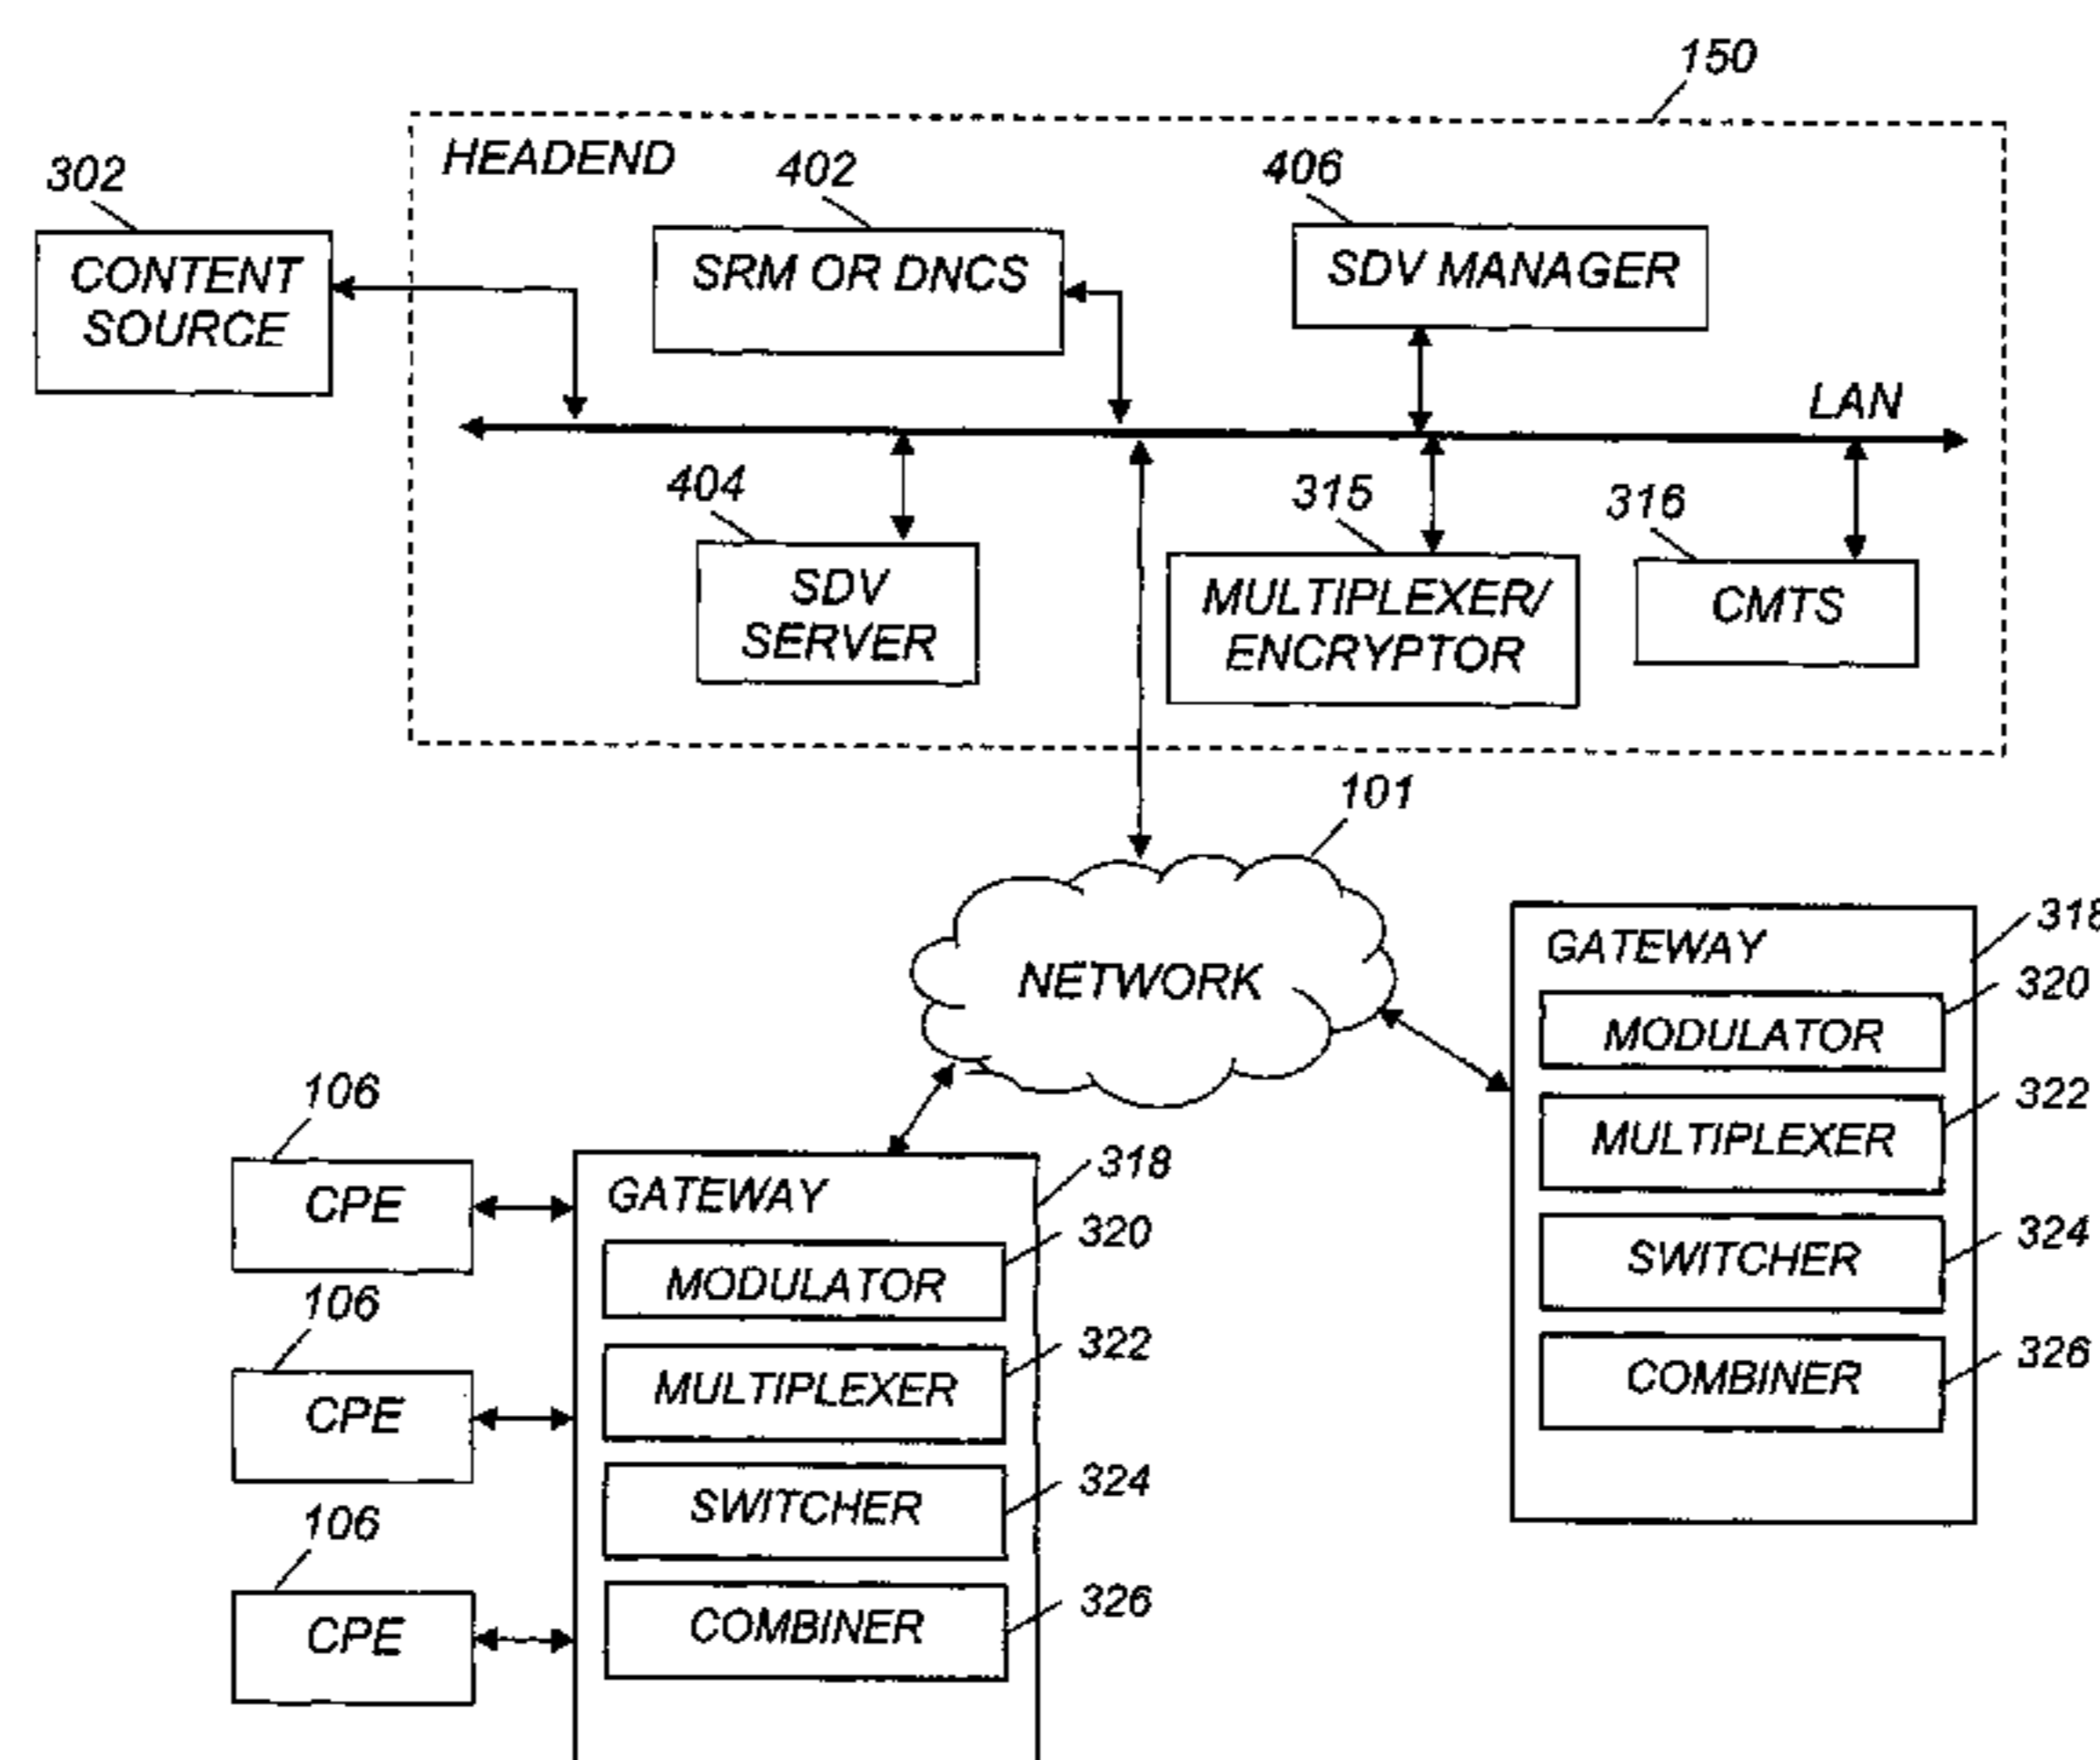 150
HEADEND
302
402
406
CONTENT
SOURCE
SRM OR DNCS
SDV MANAGER
LAN
404
315
316
SDV
SERVER
MULTIPLEXER/
ENCRYPTOR
CMTS
101
NETWORK
318
GATEWAY
320
MODULATOR
322
MULTIPLEXER
324
SWITCHER
326
COMBINER
106
CPE
106
CPE
106
CPE
318
GATEWAY
320
MODULATOR
322
MULTIPLEXER
324
SWITCHER
326
COMBINER